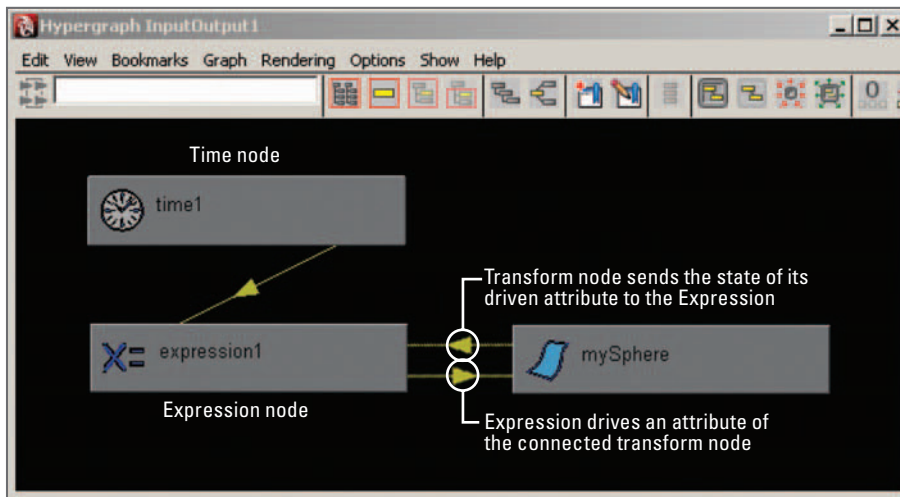 Hypergraph InputOutput1
Edit View Bookmarks Graph Rendering Options Show Help
0
Time node
time1
Transform node sends the state of its
driven attribute to the Expression
X= expression1
mySphere
Expression node
Expression drives an attribute of
the connected transform node